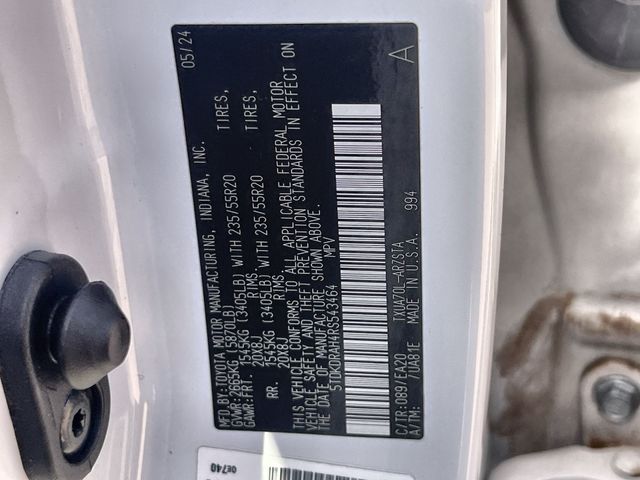 MFD.BY-TOYOTA MOTOR MANUFACTURING, INDIANA, INC. 05/24
GVWR:2665KG (5870LB)
GAWR:FRT. 1545KG (3405LB) WITH 235/55R20 TIRES,
20X8J RIMS.
RR. 1545KG (3405LB) WITH 235/55R20 TIRES,
20X8J RIMS.
THIS VEHICLE CONFORMS TO ALL APPLICABLE FEDERAL MOTOR
VEHICLE SAFETY AND THEFT PREVENTION STANDARDS IN EFFECT ON
THE DATE OF MANUFACTURE SHOWN ABOVE.
5TDKDRAH4RS543464 MPV
C/TR:089/EA20 TXUA70L-ARZSTA A
A/TM: /UA81E MADE IN U.S.A. 994
0E740